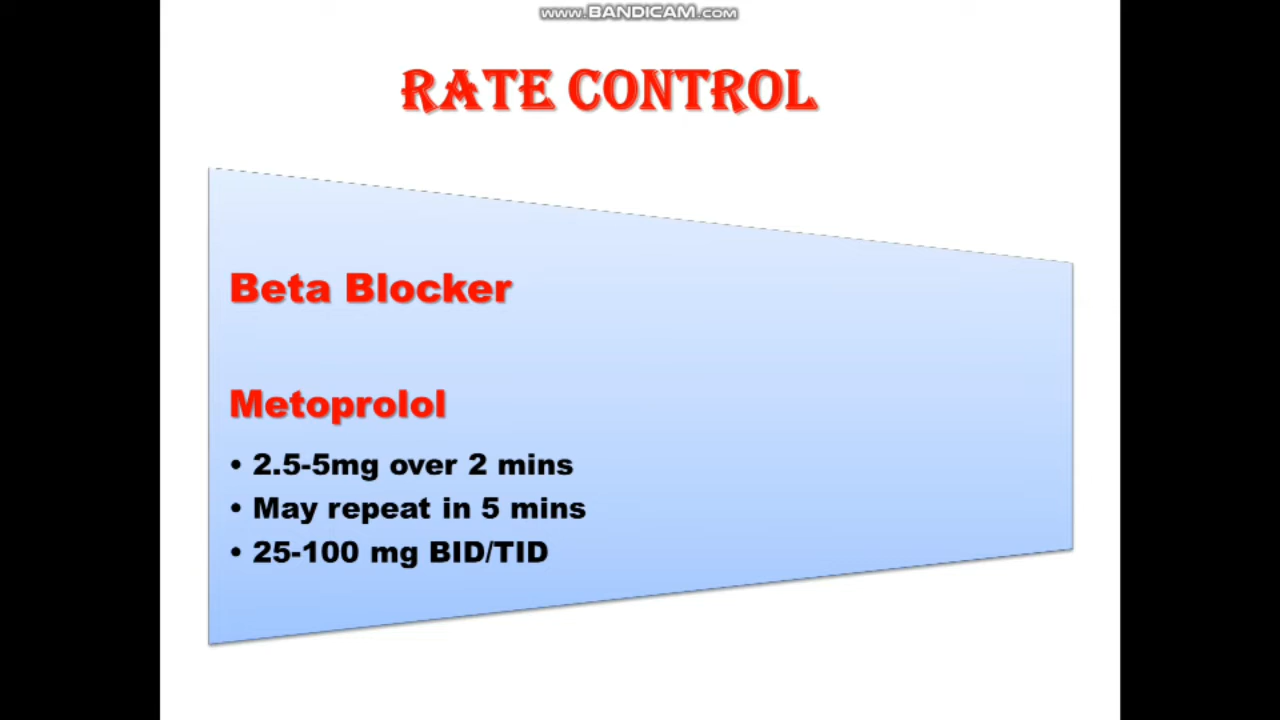 www.BANDICAM.com
RATE CONTROL
Beta Blocker
Metoprolol
• 2.5-5mg over 2 mins
• May repeat in 5 mins
• 25-100 mg BID/TID